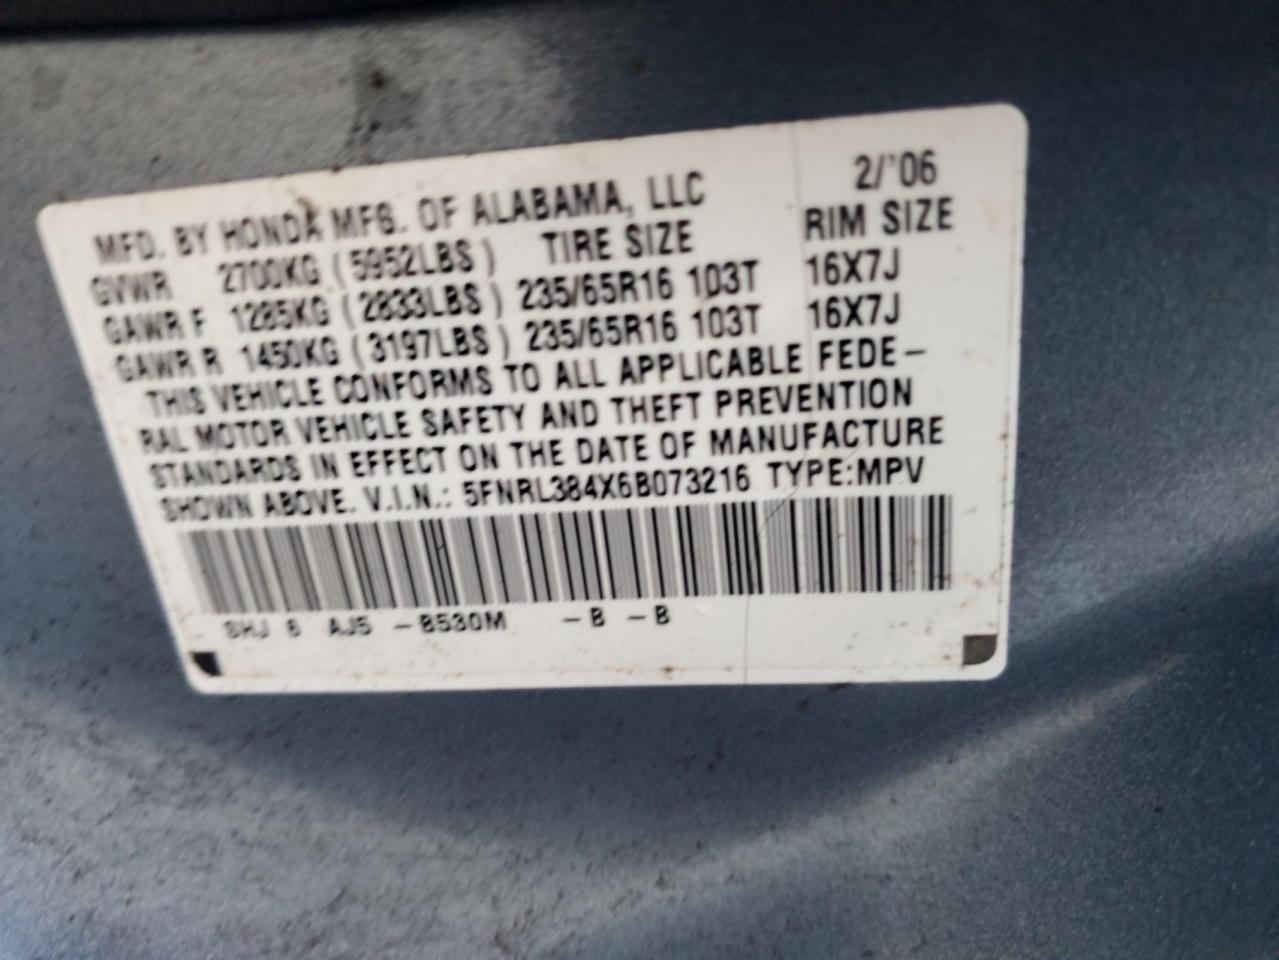 2/'06
MFD. BY HONDA MFG. OF ALABAMA, LLC
GVWR 2700KG (5952LBS) TIRE SIZE RIM SIZE
GAWR F 1285KG (2833LBS) 235/65R16 103T 16X7J
GAWR R 1450KG (3197LBS) 235/65R16 103T 16X7J
THIS VEHICLE CONFORMS TO ALL APPLICABLE FEDE-
RAL MOTOR VEHICLE SAFETY AND THEFT PREVENTION
STANDARDS IN EFFECT ON THE DATE OF MANUFACTURE
SHOWN ABOVE. V.I.N.: 5FNRL384X6B073216 TYPE:MPV
SHJ 6 AJ5 -B530M -B -B